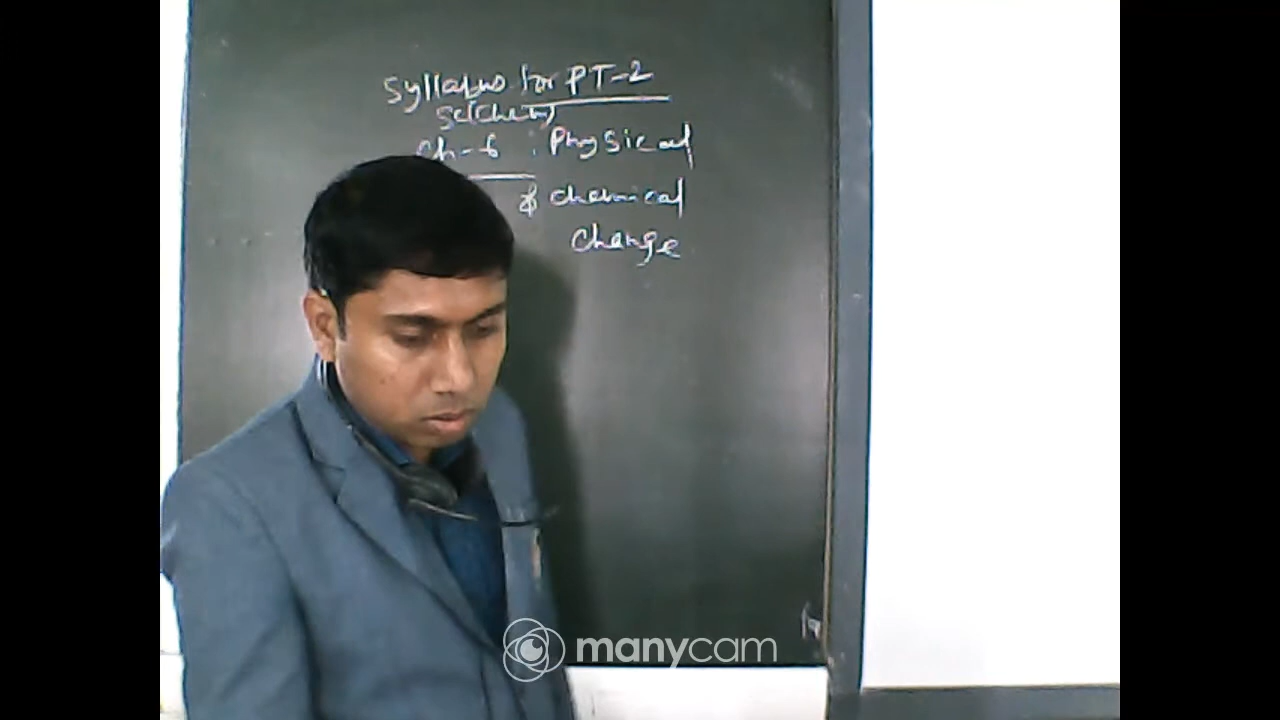 Syllabus for PT-2
Sc(Chem)
Ch-6 : Physical
& chemical
Change
manycam